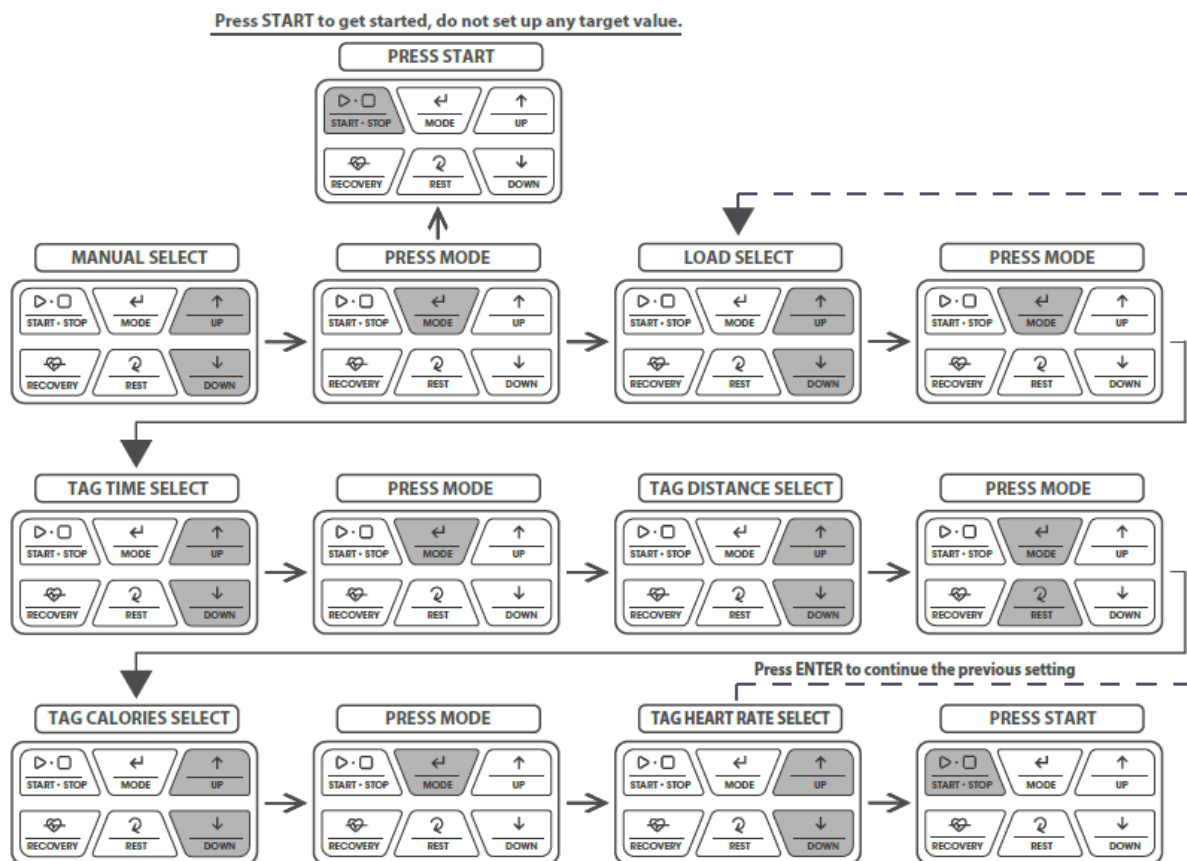 Press START to get started, do not set up any target value.
PRESS START
START • STOP MODE UP
RECOVERY REST DOWN
MANUAL SELECT PRESS MODE LOAD SELECT PRESS MODE
START • STOP MODE UP START • STOP MODE UP START • STOP MODE UP START • STOP MODE UP
RECOVERY REST DOWN RECOVERY REST DOWN RECOVERY REST DOWN RECOVERY REST DOWN
TAG TIME SELECT PRESS MODE TAG DISTANCE SELECT PRESS MODE
START • STOP MODE UP START • STOP MODE UP START • STOP MODE UP START • STOP MODE UP
RECOVERY REST DOWN RECOVERY REST DOWN RECOVERY REST DOWN RECOVERY REST DOWN
Press ENTER to continue the previous setting
TAG CALORIES SELECT PRESS MODE TAG HEART RATE SELECT PRESS START
START • STOP MODE UP START • STOP MODE UP START • STOP MODE UP START • STOP MODE UP
RECOVERY REST DOWN RECOVERY REST DOWN RECOVERY REST DOWN RECOVERY REST DOWN